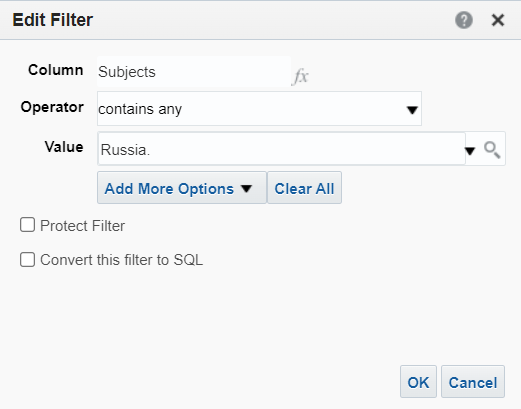 Edit Filter
Column Subjects fx
Operator contains any
Value Russia.
Add More Options Clear All
Protect Filter
Convert this filter to SQL
OK Cancel